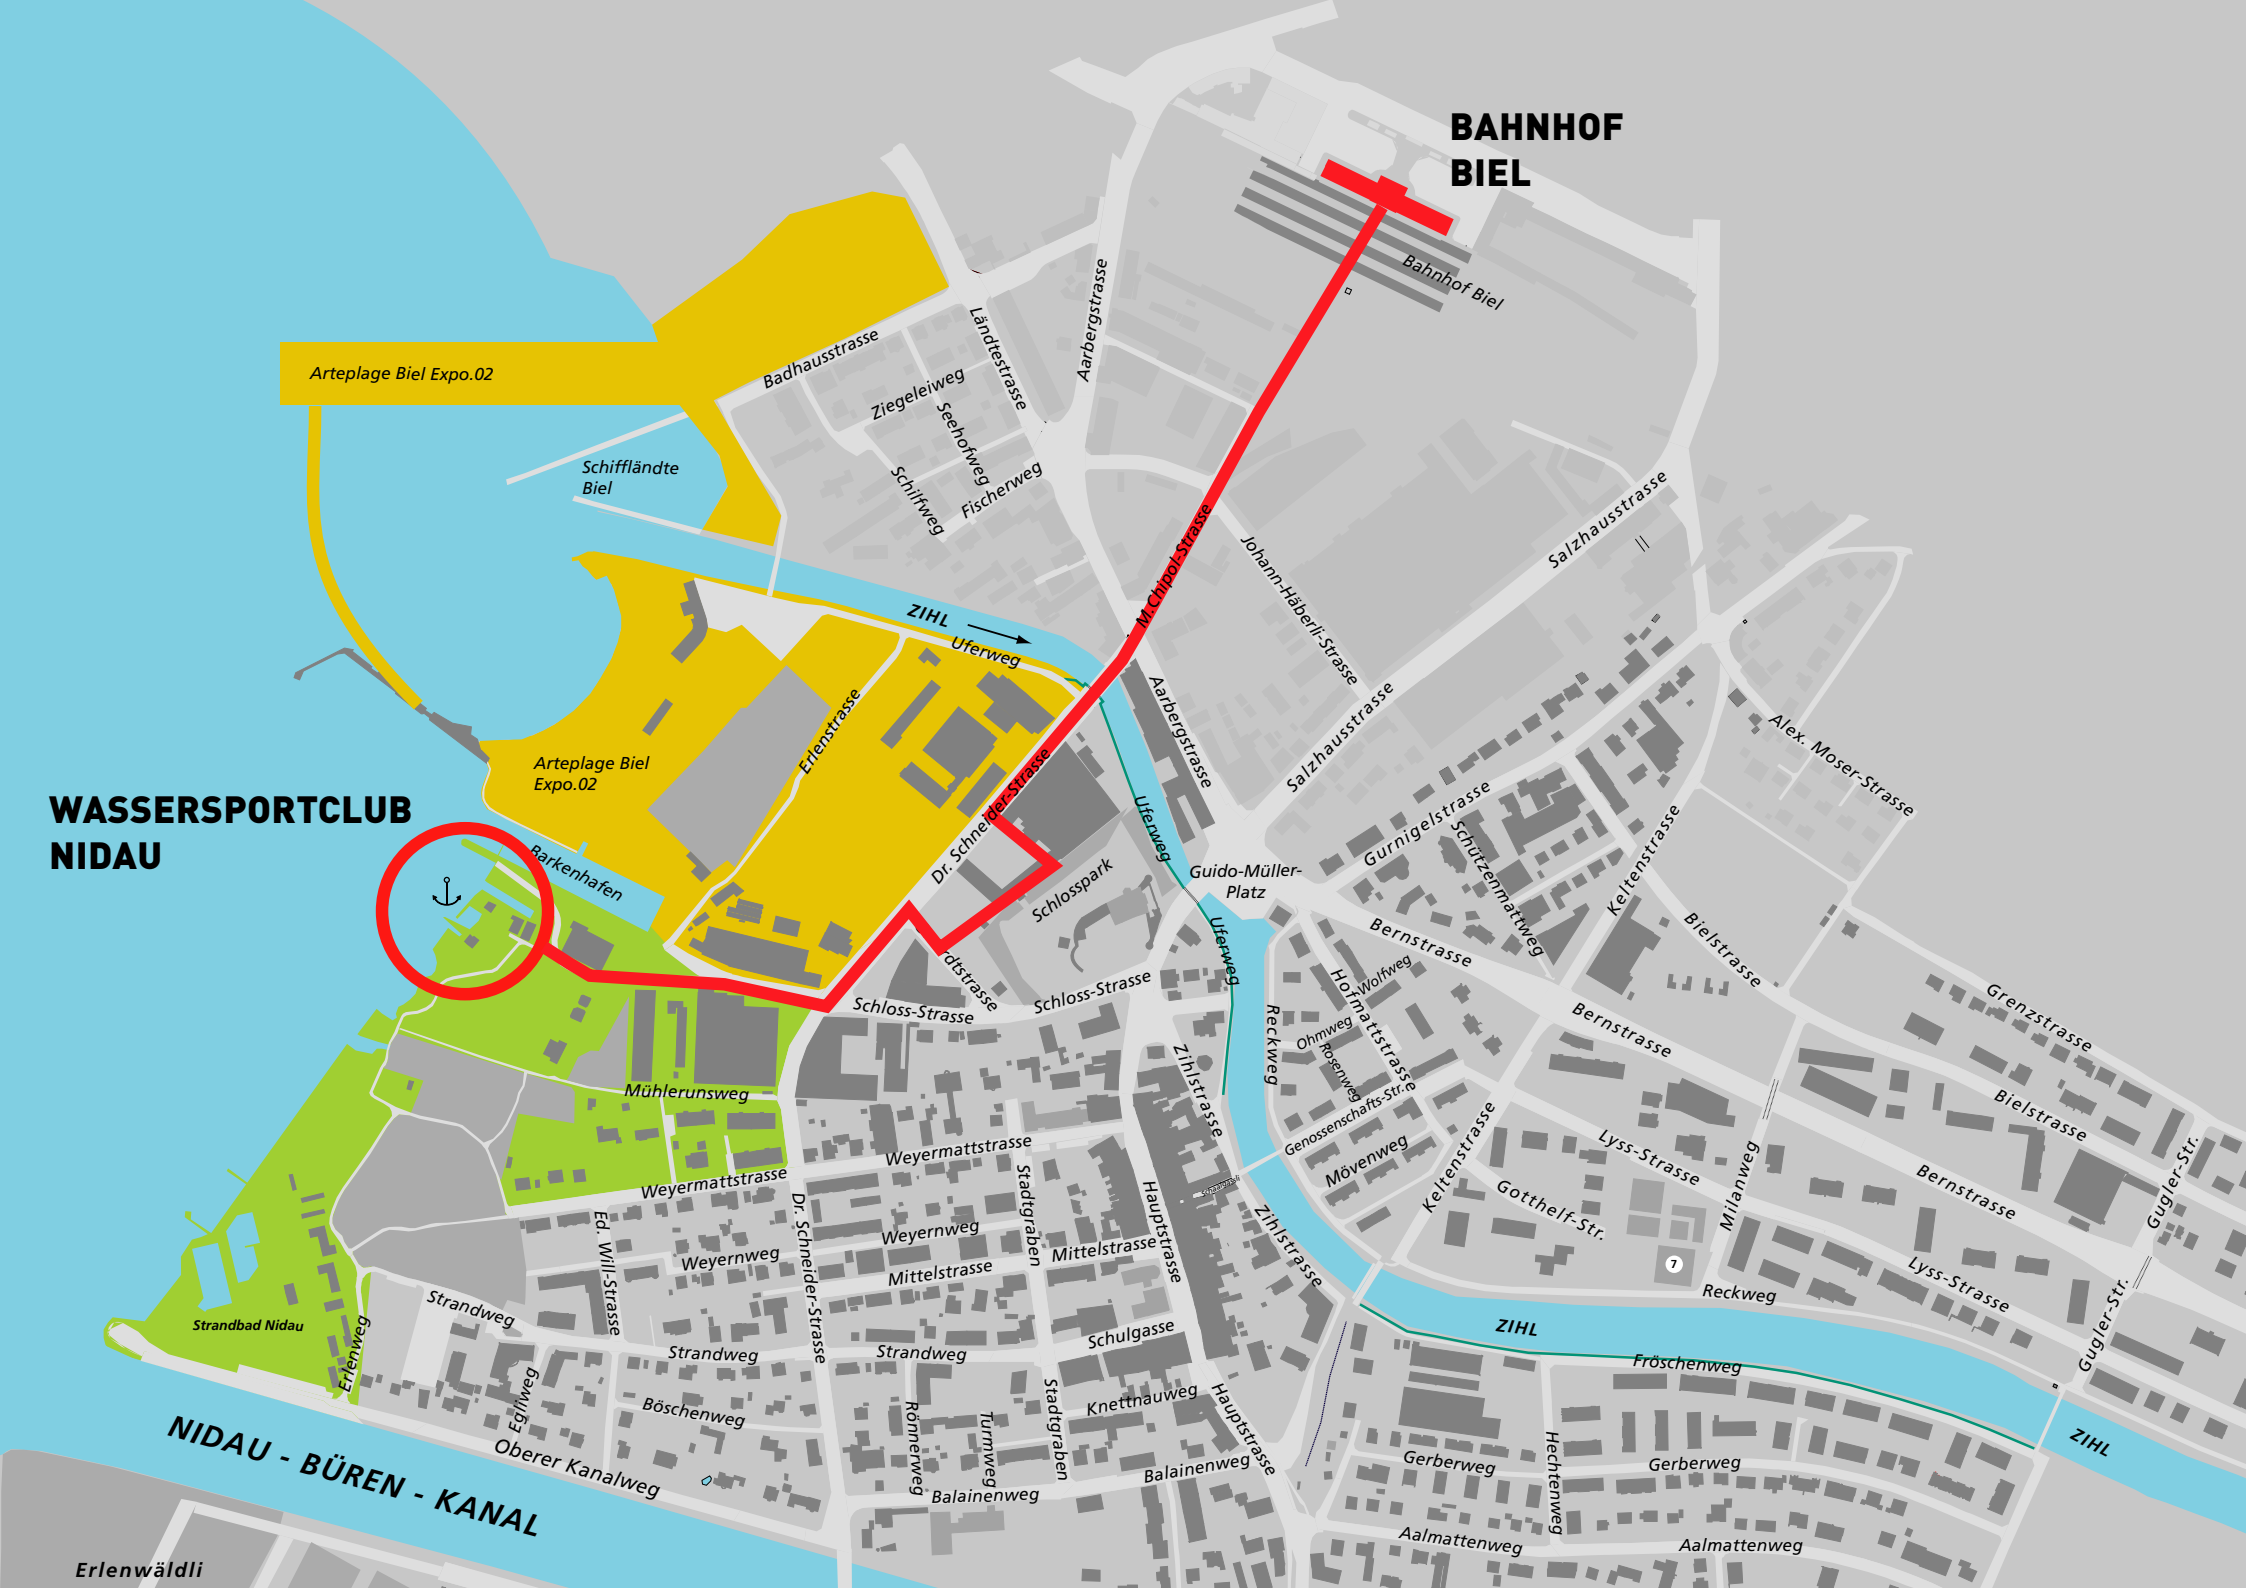 BAHNHOF
BIEL
Bahnhof Biel
Aarbergstrasse
Ländtestrasse
Badhausstrasse
Arteplage Biel Expo.02
Ziegeleiweg
Seehofweg
Schifflände
Biel
Schilfweg
Fischerweg
M.Chipol-Strasse
Salzhausstrasse
Johann-Häberli-Strasse
ZIHL
Uferweg
Aarbergstrasse
Salzhausstrasse
Erlenstrasse
Alex. Moser-Strasse
Arteplage Biel
Expo.02
Dr. Schneider-Strasse
WASSERSPORTCLUB
NIDAU
Barkenhafen
Uferweg
Gurnigelstrasse
Schützenmattweg
Keltenstrasse
Guido-Müller-
Platz
Schlosspark
Bielstrasse
Bernstrasse
Uferweg
rdtstrasse
Wolfweg
Hofmattstrasse
Schloss-Strasse
Schloss-Strasse
Grenzstrasse
Bernstrasse
Reckweg
Ohmweg
Rosenweg
Zihlstrasse
Mühlerunsweg
Genossenschafts-Str.
Bielstrasse
Keltenstrasse
Lyss-Strasse
Weyermattstrasse
Mövenweg
Milanweg
Gugler-Str.
Bernstrasse
Weyermattstrasse
Stadtgraben
Hauptstrasse
Gotthelf-Str.
Dr. Schneider-Strasse
Ed. Will-Strasse
Weyernweg
Weyernweg
Mittelstrasse
Mittelstrasse
Zihlstrasse
7
Lyss-Strasse
Reckweg
Gugler-Str.
Strandweg
Strandbad Nidau
Erlenweg
ZIHL
Schulgasse
Strandweg
Strandweg
Fröschenweg
Egliweg
Böschenweg
Rönnerweg
Turmweg
Stadtgraben
Knettnauweg
Hauptstrasse
ZIHL
NIDAU - BÜREN - KANAL
Oberer Kanalweg
Balainenweg
Balainenweg
Gerberweg
Hechtenweg
Gerberweg
Aalmattenweg
Aalmattenweg
Erlenwäldli